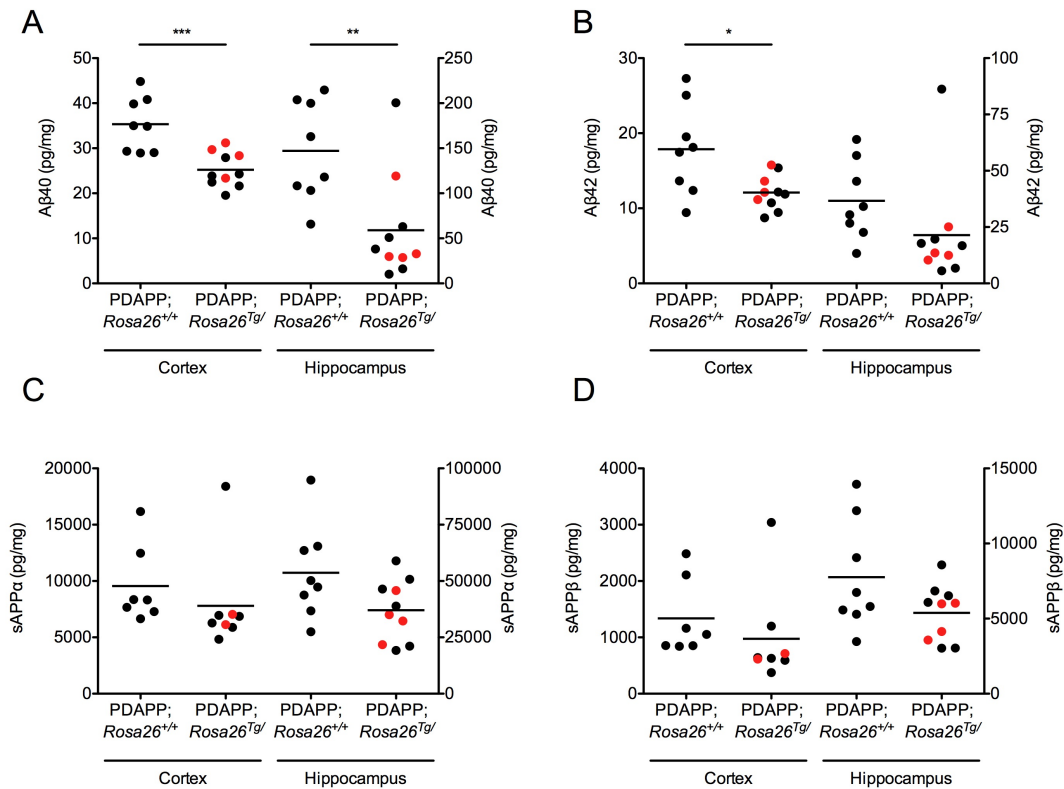 A
B
*** **
*
50 250
40 200
30 150
20 100
10 50
0 0
Aβ40 (pg/mg)
Aβ40 (pg/mg)
30 100
75
20
50
10
25
0 0
Aβ42 (pg/mg)
Aβ42 (pg/mg)
PDAPP; PDAPP; PDAPP; PDAPP;
Rosa26+/+ Rosa26Tg/ Rosa26+/+ Rosa26Tg/
Cortex Hippocampus
PDAPP; PDAPP; PDAPP; PDAPP;
Rosa26+/+ Rosa26Tg/ Rosa26+/+ Rosa26Tg/
Cortex Hippocampus
C
D
20000 100000
15000 75000
10000 50000
5000 25000
0 0
sAPPα (pg/mg)
sAPPα (pg/mg)
4000 15000
3000
10000
2000
5000
1000
0 0
sAPPβ (pg/mg)
sAPPβ (pg/mg)
PDAPP; PDAPP; PDAPP; PDAPP;
Rosa26+/+ Rosa26Tg/ Rosa26+/+ Rosa26Tg/
Cortex Hippocampus
PDAPP; PDAPP; PDAPP; PDAPP;
Rosa26+/+ Rosa26Tg/ Rosa26+/+ Rosa26Tg/
Cortex Hippocampus